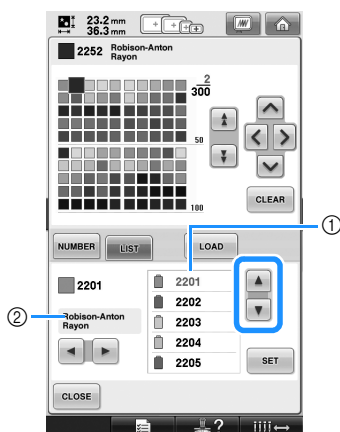 23.2 mm
36.3 mm
2252 Robison-Anton
Rayon
2
300
50
100
CLEAR
NUMBER LIST LOAD
①
2201
2201
2202
②
Robison-Anton
Rayon
2203
2204
2205
SET
CLOSE
?